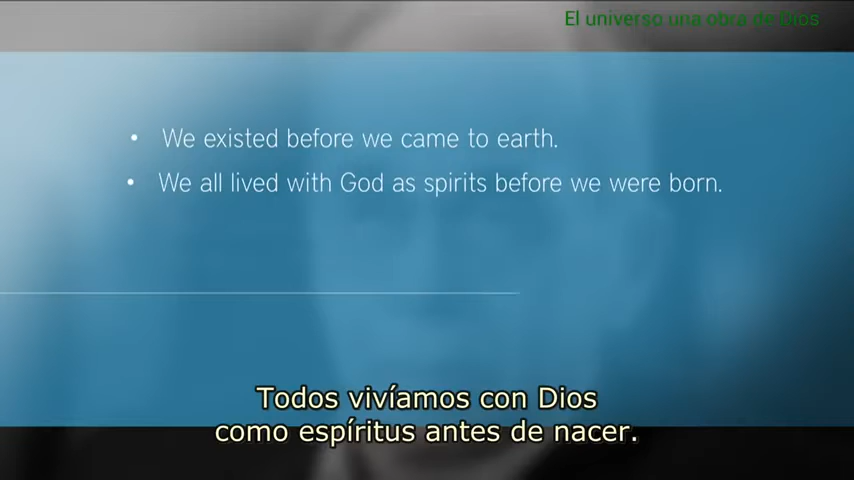 El universo una obra de Dios
• We existed before we came to earth.
• We all lived with God as spirits before we were born.
Todos vivíamos con Dios
como espíritus antes de nacer.